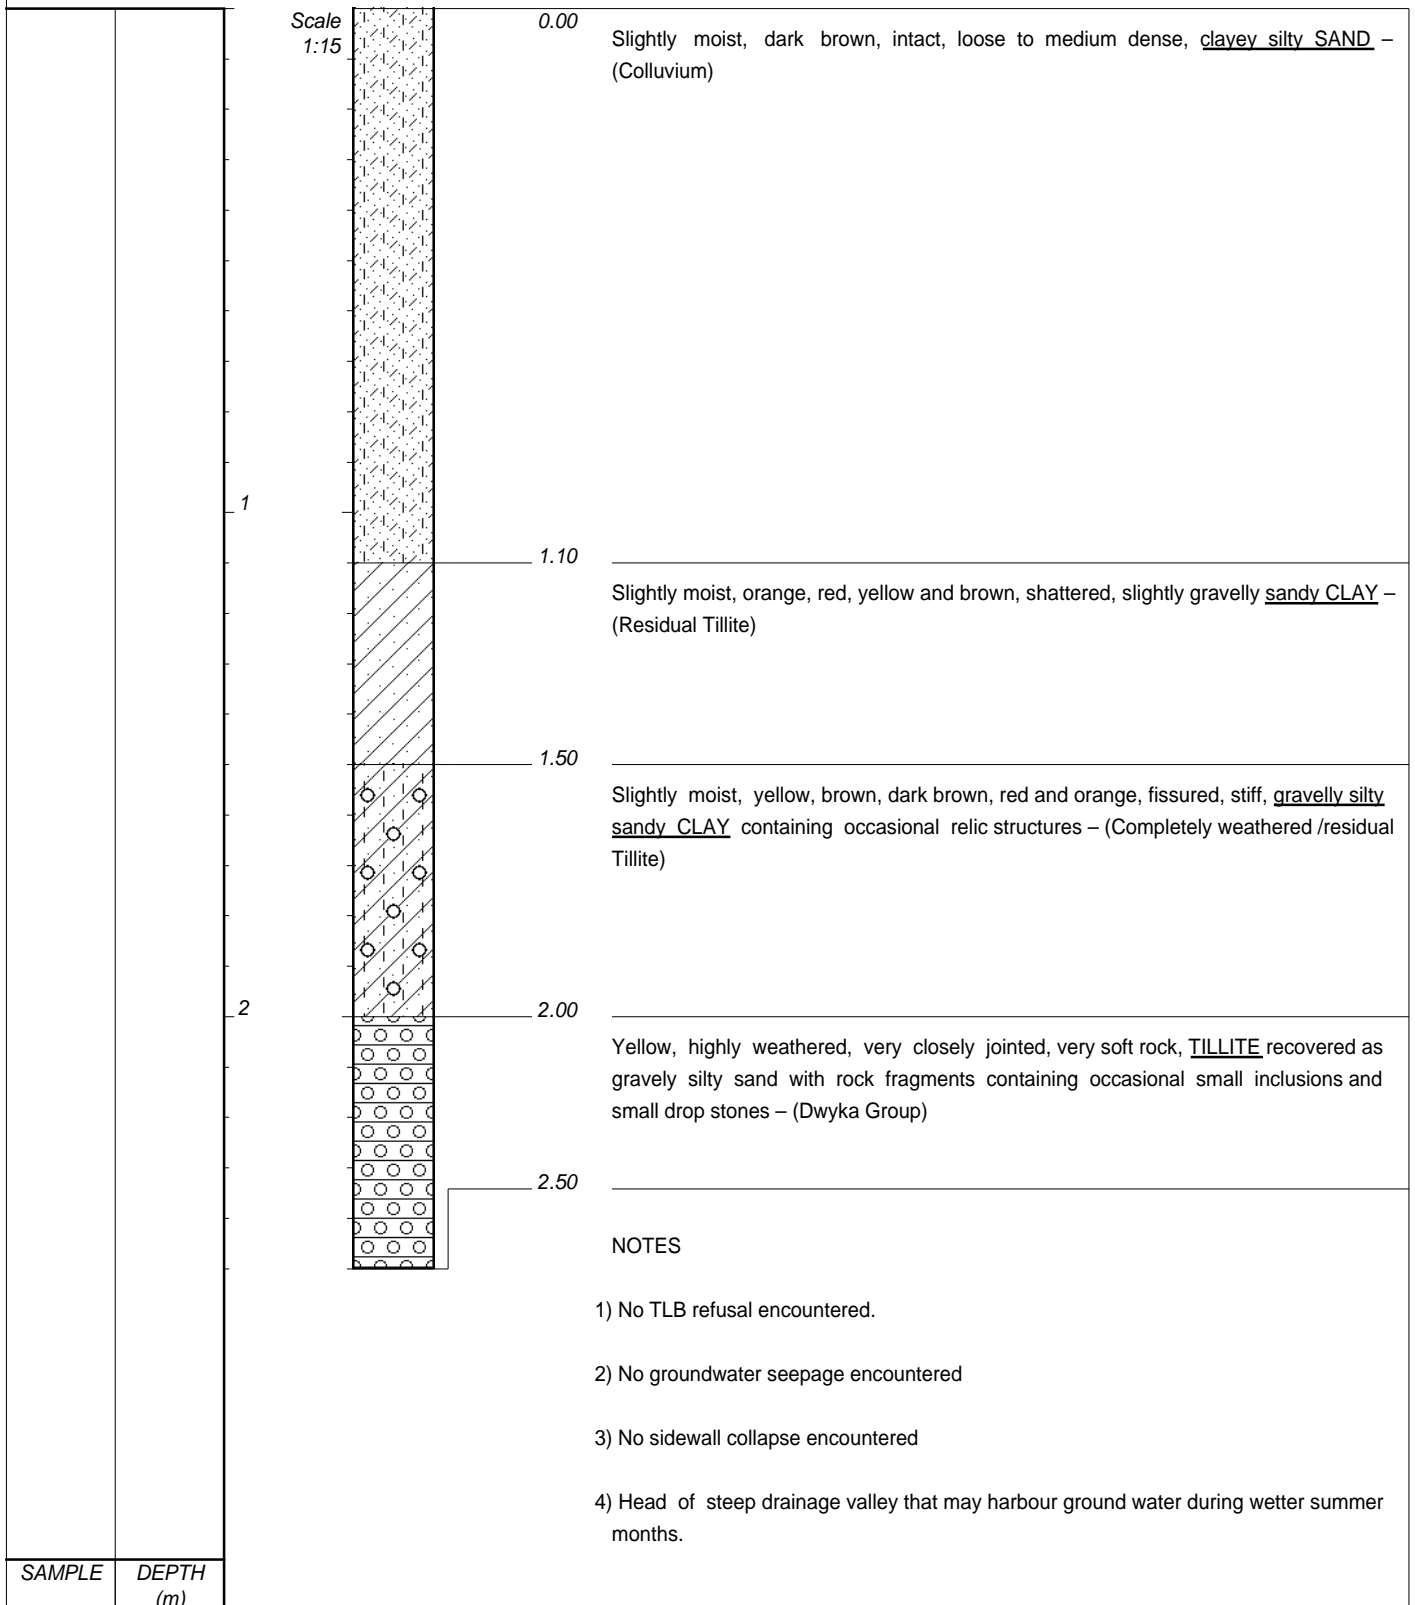 Scale
1:15
0.00
Slightly moist, dark brown, intact, loose to medium dense, clayey silty SAND –
(Colluvium)
1
1.10
Slightly moist, orange, red, yellow and brown, shattered, slightly gravelly sandy CLAY –
(Residual Tillite)
1.50
Slightly moist, yellow, brown, dark brown, red and orange, fissured, stiff, gravelly silty
sandy CLAY containing occasional relic structures – (Completely weathered /residual
Tillite)
2
2.00
Yellow, highly weathered, very closely jointed, very soft rock, TILLITE recovered as
gravely silty sand with rock fragments containing occasional small inclusions and
small drop stones – (Dwyka Group)
2.50
NOTES
1) No TLB refusal encountered.
2) No groundwater seepage encountered
3) No sidewall collapse encountered
4) Head of steep drainage valley that may harbour ground water during wetter summer
months.
SAMPLE
DEPTH
(m)